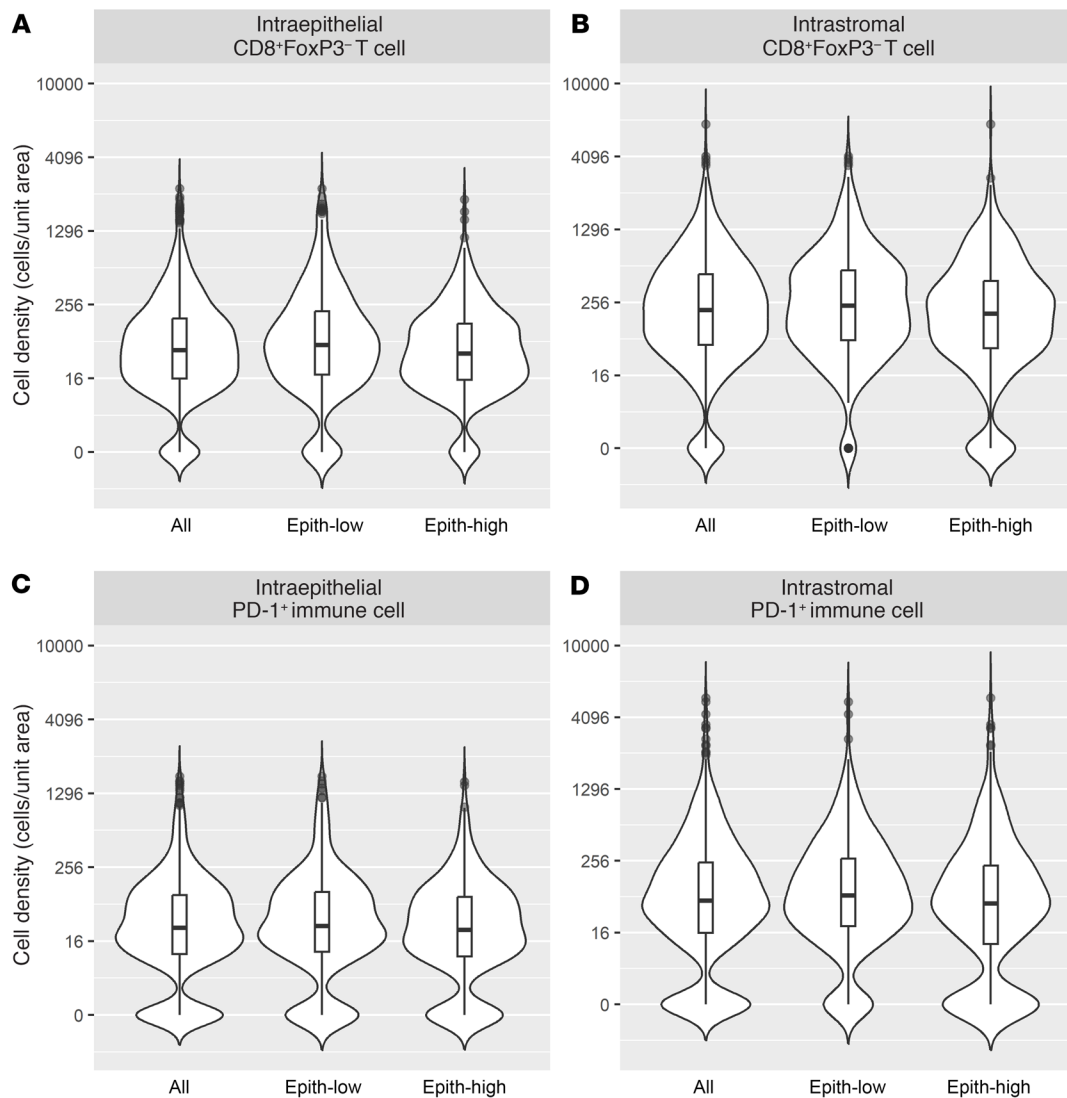 A
Intraepithelial
CD8⁺FoxP3⁻ T cell
10000
4096
1296
256
16
0
Cell density (cells/unit area)
All
Epith-low
Epith-high
B
Intrastromal
CD8⁺FoxP3⁻ T cell
10000
4096
1296
256
16
0
All
Epith-low
Epith-high
C
Intraepithelial
PD-1⁺ immune cell
10000
4096
1296
256
16
0
Cell density (cells/unit area)
All
Epith-low
Epith-high
D
Intrastromal
PD-1⁺ immune cell
10000
4096
1296
256
16
0
All
Epith-low
Epith-high